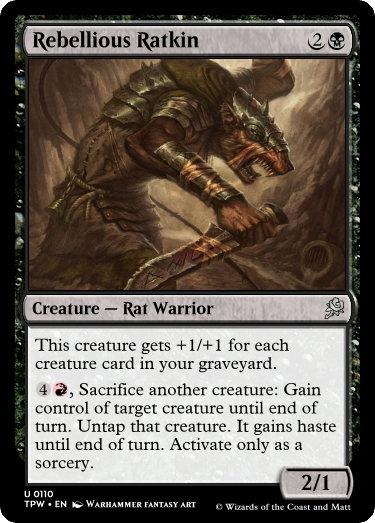 Rebellious Ratkin 2
Creature — Rat Warrior
This creature gets +1/+1 for each
creature card in your graveyard.
4, Sacrifice another creature: Gain
control of target creature until end of
turn. Untap that creature. It gains haste
until end of turn. Activate only as a
sorcery.
2/1
U 0110
TPW • EN Warhammer Fantasy Art
© Wizards of the Coast and Matt